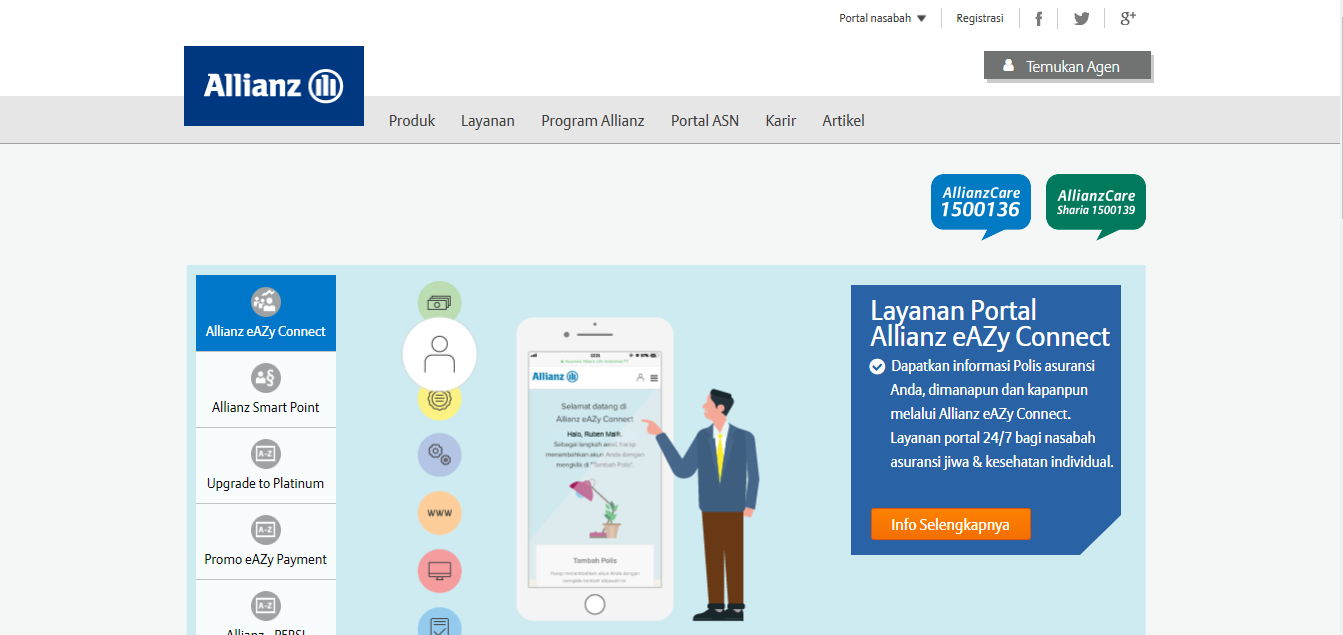 Portal nasabah
Registrasi
Allianz
Temukan Agen
Produk
Layanan
Program Allianz
Portal ASN
Karir
Artikel
AllianzCare
1500136
AllianzCare
Sharia 1500139
Allianz eAZy Connect
Allianz Smart Point
A-Z
Upgrade to Platinum
A-Z
Promo eAZy Payment
A-Z
WWW
Allianz
Selamat datang di
Allianz eAZy Connect
Halo, Ruben Mal!!.
Sebagai langkah awal, harap
menambahkan akun Anda dengan
mengklik di "Tambah Polis".
Tambah Polis
Layanan Portal
Allianz eAZy Connect
Dapatkan informasi Polis asuransi
Anda, dimanapun dan kapanpun
melalui Allianz eAZy Connect.
Layanan portal 24/7 bagi nasabah
asuransi jiwa & kesehatan individual.
Info Selengkapnya